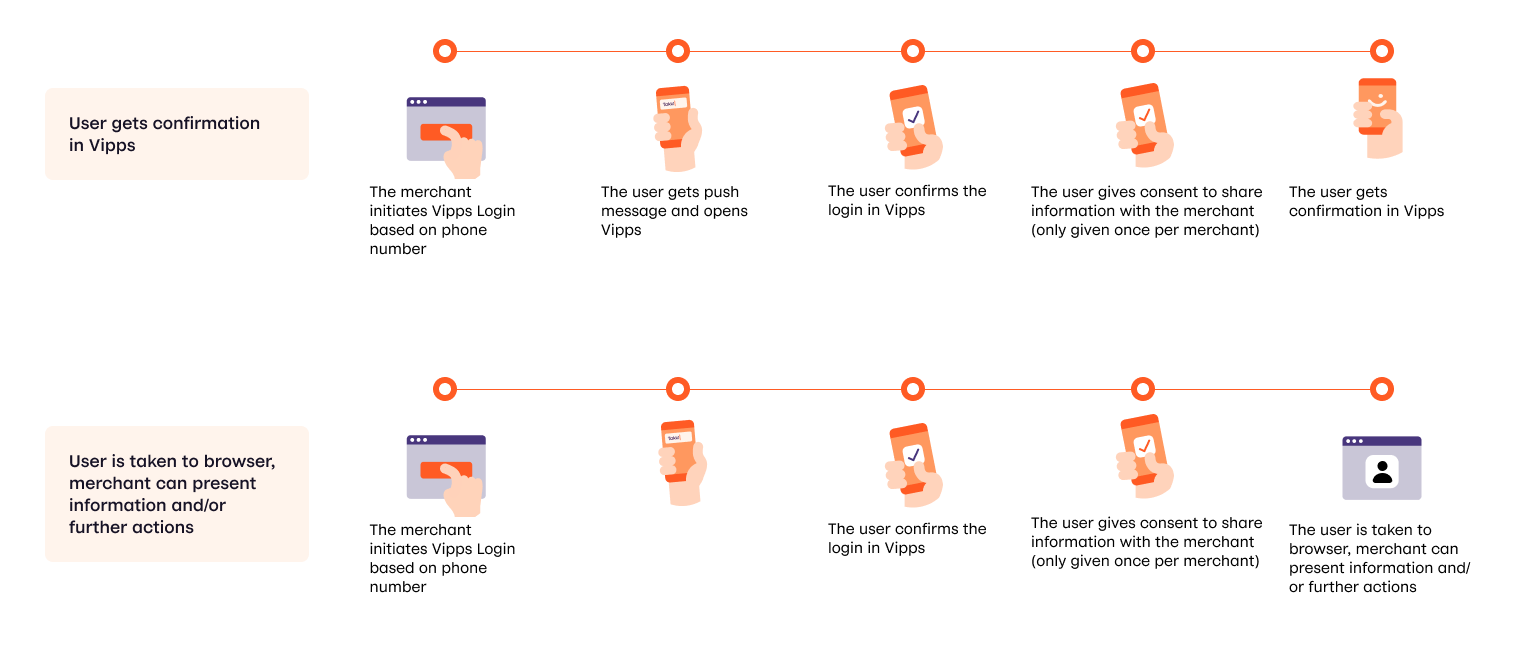 User gets confirmation
in Vipps
The merchant
initiates Vipps Login
based on phone
number
The user gets push
message and opens
Vipps
The user confirms the
login in Vipps
The user gives consent to share
information with the merchant
(only given once per merchant)
The user gets
confirmation in Vipps
User is taken to browser,
merchant can present
information and/or
further actions
The merchant
initiates Vipps Login
based on phone
number
The user confirms the
login in Vipps
The user gives consent to share
information with the merchant
(only given once per merchant)
The user is taken to
browser, merchant can
present information and/
or further actions